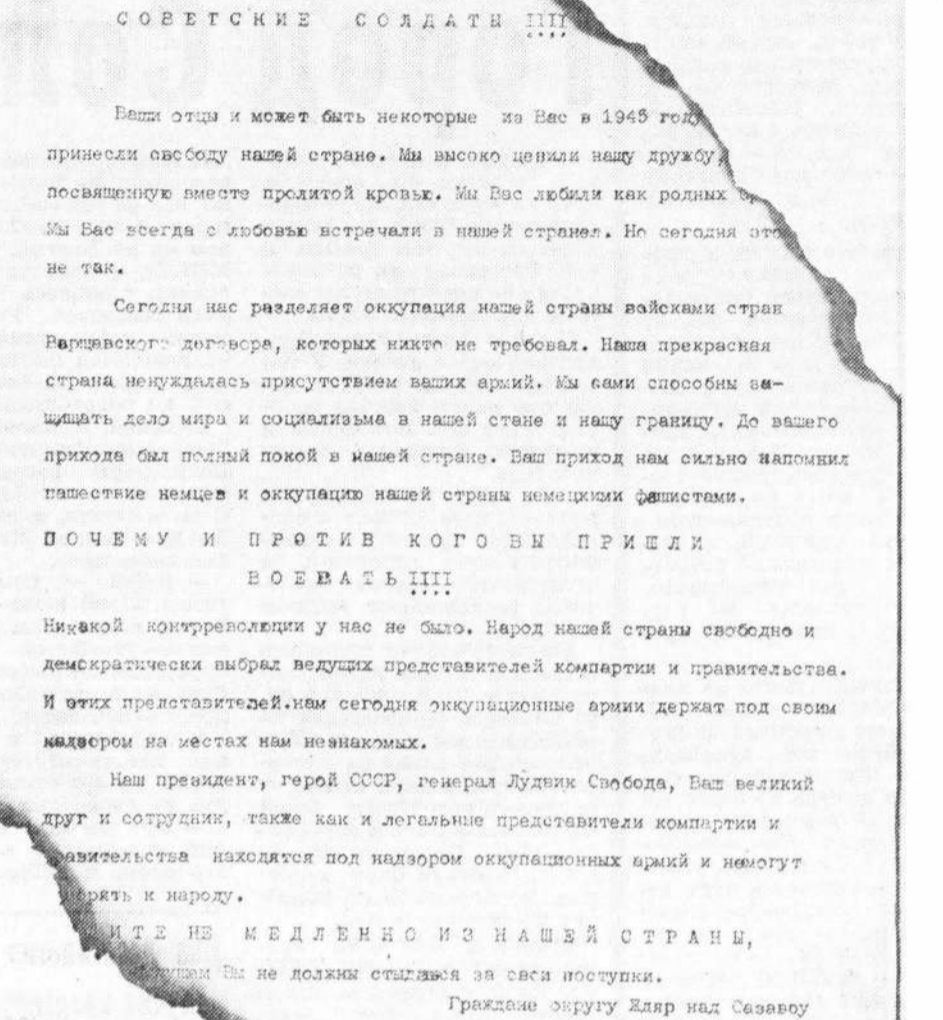 СОВЕТСКИЕ СОЛДАТЫ !!!!
Ваши отцы и может быть некоторые из Вас в 1945 году
принесли свободу нашей стране. Мы высоко ценили нашу дружбу,
посвященную вместе пролитой кровью. Мы Вас любили как родных
Мы Вас всегда с любовью встречали в нашей странел. Но сегодня это
не так.
Сегодня нас разделяет оккупация нашей страны вайсками стран
Варшавского договора, которых никто не требовал. Наша прекрасная
страна ненуждалась присутствием ваших армий. Мы сами способны за-
щищать дело мира и социализьма в нашей стане и нашу границу. До вашего
прихода был полный покой в нашей стране. Ваш приход нам сильно напомнил
нашествие немцев и оккупацию нашей страны немецкими фашистами.
ПОЧЕМУ И ПРОТИВ КОГО ВЫ ПРИШЛИ
ВОЕВАТЬ !!!!
Никакой контрреволюции у нас не было. Народ нашей страны свободно и
демократически выбрал ведущих представителей компартии и правительства.
И этих представителей.нам сегодня оккупационные армии держат под своим
надзором на местах нам незнакомых.
Наш президент, герой СССР, генерал Лудвик Свобода, Ваш великий
друг и сотрудник, также как и легальные представители компартии и
равительства находятся под надзором оккупационных армий и немогут
орять к народу.
ИТЕ НЕ МЕДЛЕННО ИЗ НАШЕЙ СТРАНЫ,
Вы не должны стыдався за свои поступки.
Граждане округу Ждяр над Сазавоу